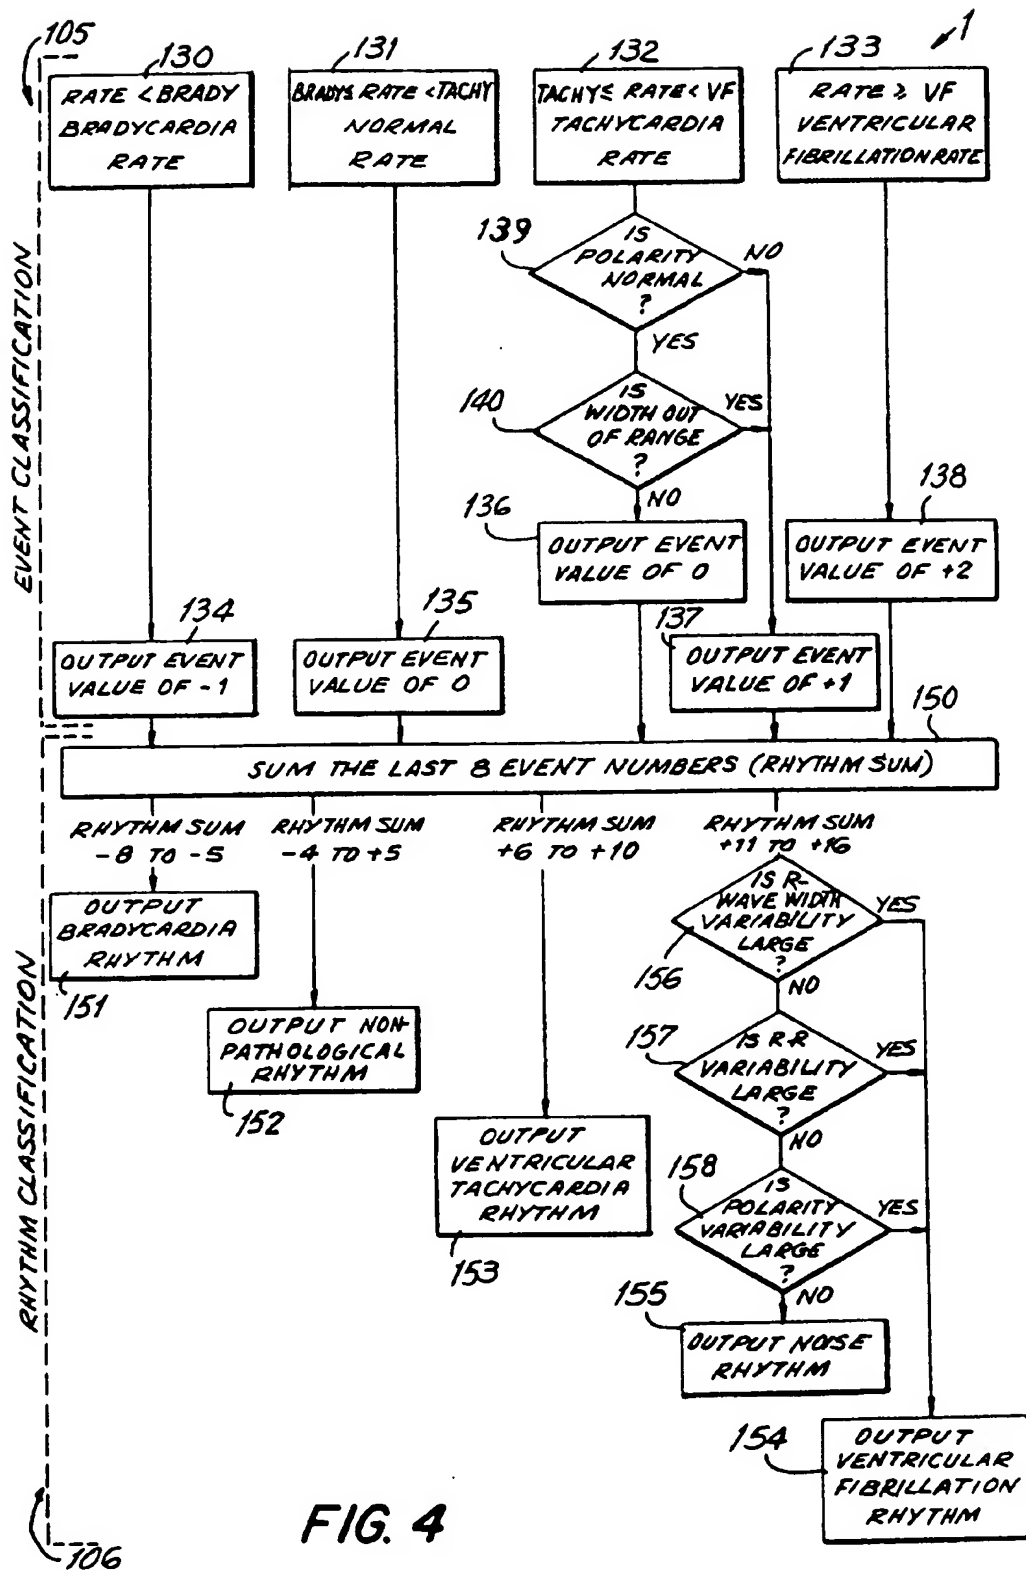 105
1
130
131
132
133
RATE < BRADY
BRADYCARDIA
RATE
BRADY≤ RATE < TACHY
NORMAL
RATE
TACHY≤ RATE < VF
TACHYCARDIA
RATE
RATE ≥ VF
VENTRICULAR
FIBRILLATION RATE
EVENT CLASSIFICATION
139
IS
POLARITY
NORMAL
?
NO
YES
140
IS
WIDTH OUT
OF RANGE
?
YES
NO
136
OUTPUT EVENT
VALUE OF 0
138
OUTPUT EVENT
VALUE OF +2
134
OUTPUT EVENT
VALUE OF -1
135
OUTPUT EVENT
VALUE OF 0
137
OUTPUT EVENT
VALUE OF +1
150
SUM THE LAST 8 EVENT NUMBERS (RHYTHM SUM)
RHYTHM SUM
-8 TO -5
RHYTHM SUM
-4 TO +5
RHYTHM SUM
+6 TO +10
RHYTHM SUM
+11 TO +16
RHYTHM CLASSIFICATION
OUTPUT
BRADYCARDIA
RHYTHM
151
OUTPUT NON-
PATHOLOGICAL
RHYTHM
152
OUTPUT
VENTRICULAR
TACHYCARDIA
RHYTHM
153
IS R-
WAVE WIDTH
VARIABILITY
LARGE
?
YES
156
NO
157
IS R-R
VARIABILITY
LARGE
?
YES
NO
158
IS
POLARITY
VARIABILITY
LARGE
?
YES
NO
155
OUTPUT NOISE
RHYTHM
154
OUTPUT
VENTRICULAR
FIBRILLATION
RHYTHM
106
FIG. 4